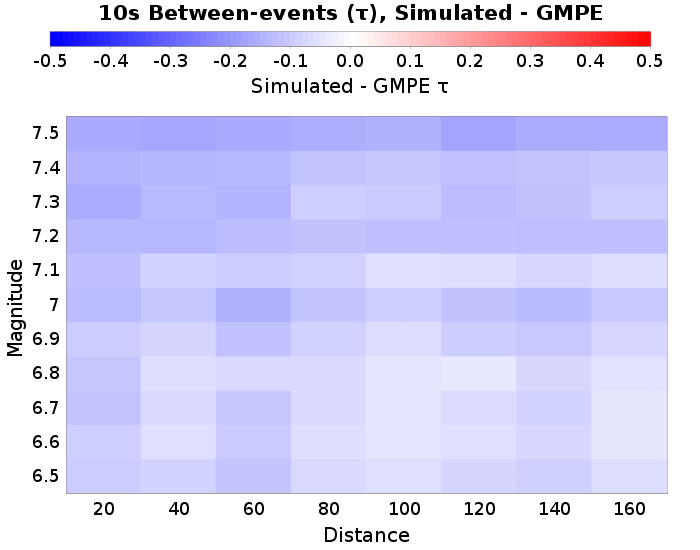 10s Between-events (τ), Simulated - GMPE
-0.5 -0.4 -0.3 -0.2 -0.1 0.0 0.1 0.2 0.3 0.4 0.5
Simulated - GMPE τ
Magnitude
7.5
7.4
7.3
7.2
7.1
7
6.9
6.8
6.7
6.6
6.5
20 40 60 80 100 120 140 160
Distance